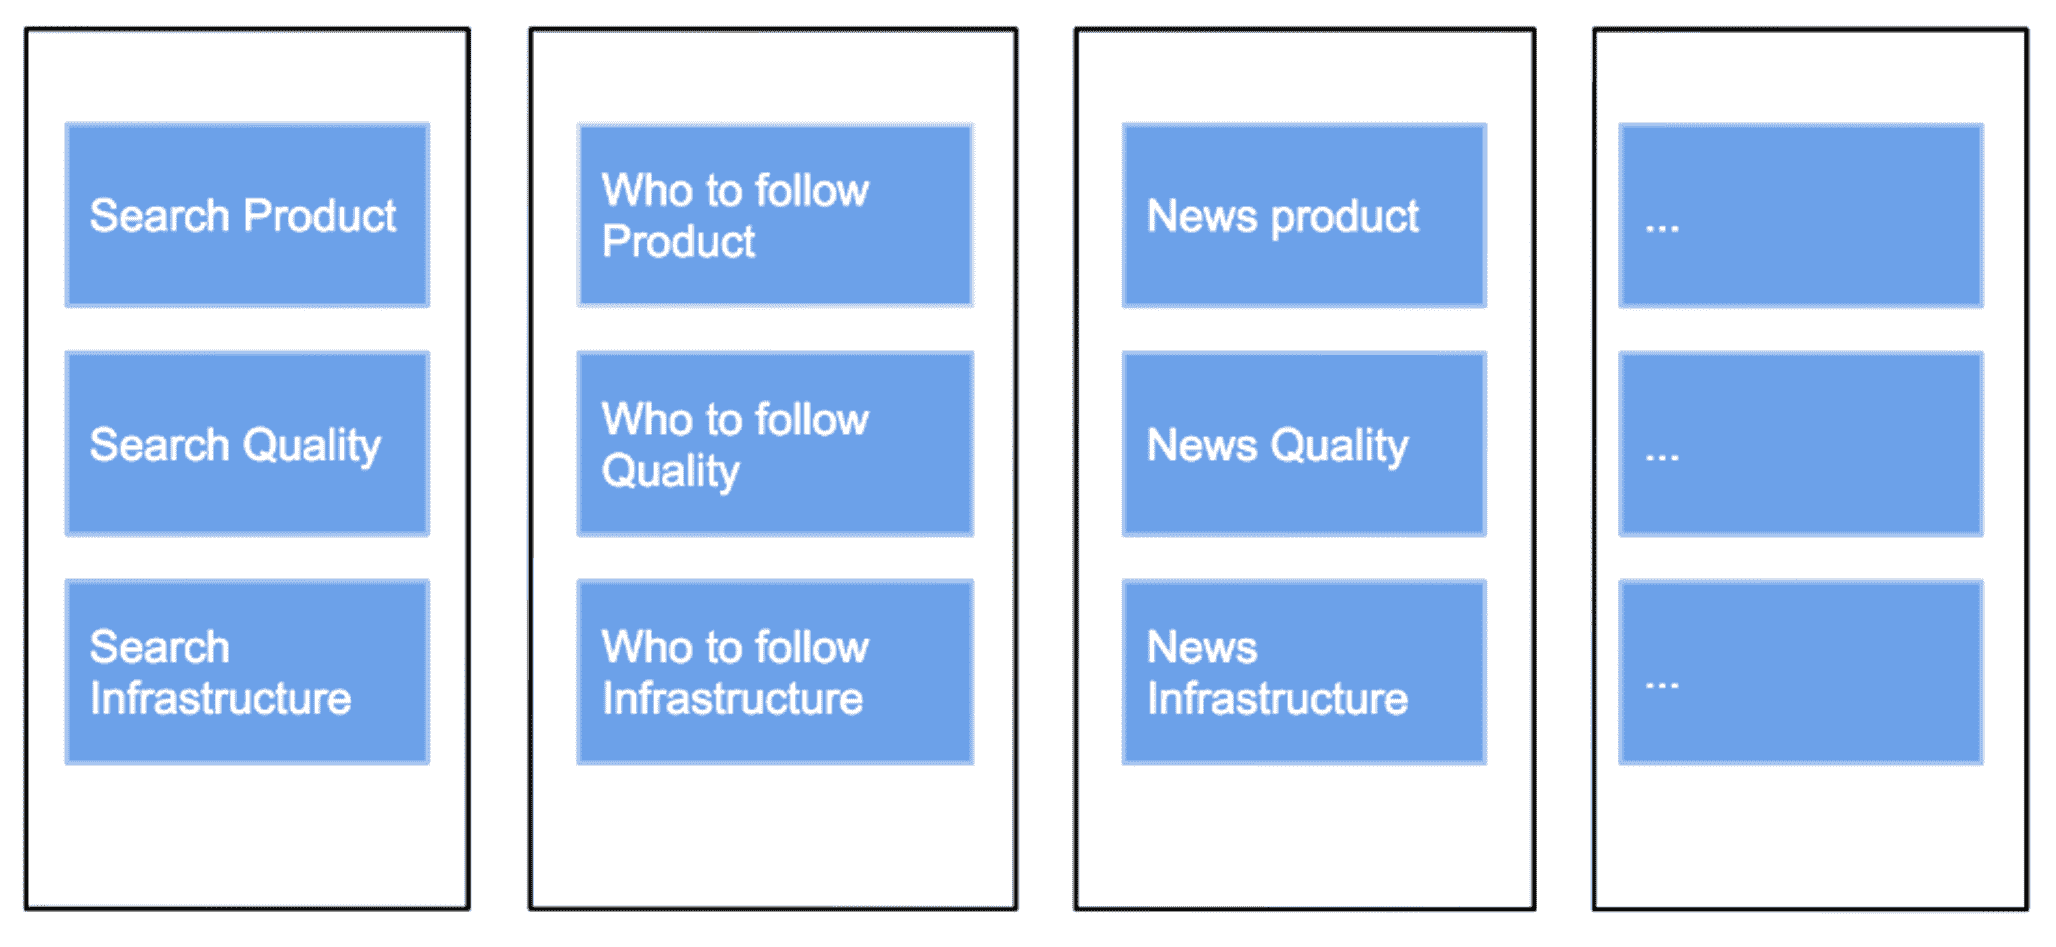 Search Product
Search Quality
Search
Infrastructure
Who to follow
Product
Who to follow
Quality
Who to follow
Infrastructure
News product
News Quality
News
Infrastructure
...
...
...